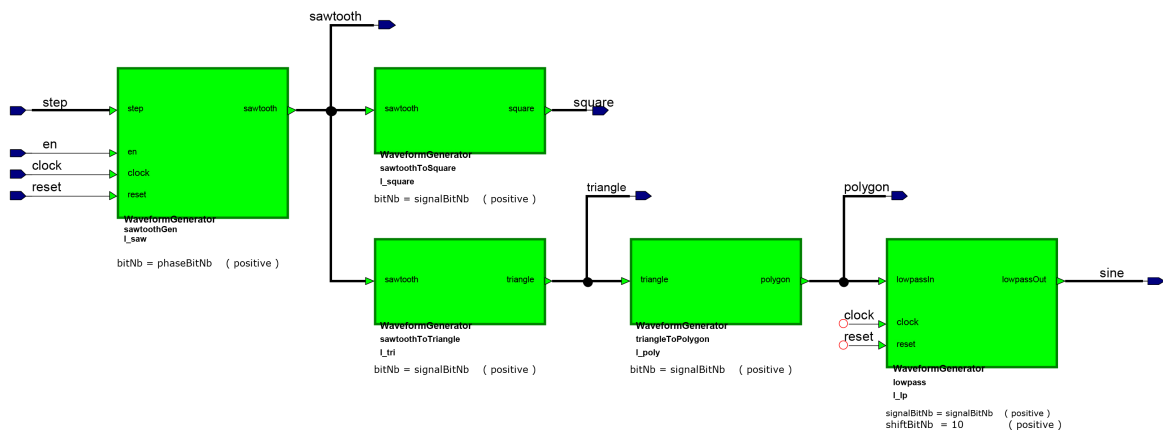 sawtooth
step
step
sawtooth
sawtooth
square
square
en
en
clock
clock
reset
reset
WaveformGenerator
sawtoothGen
I_saw
bitNb = phaseBitNb ( positive )
WaveformGenerator
sawtoothToSquare
I_square
bitNb = signalBitNb ( positive )
triangle
polygon
sawtooth
triangle
triangle
polygon
lowpassIn
lowpassOut
sine
clock
clock
reset
reset
WaveformGenerator
sawtoothToTriangle
I_tri
bitNb = signalBitNb ( positive )
WaveformGenerator
triangleToPolygon
I_poly
bitNb = signalBitNb ( positive )
WaveformGenerator
lowpass
I_lp
signalBitNb = signalBitNb ( positive )
shiftBitNb = 10 ( positive )